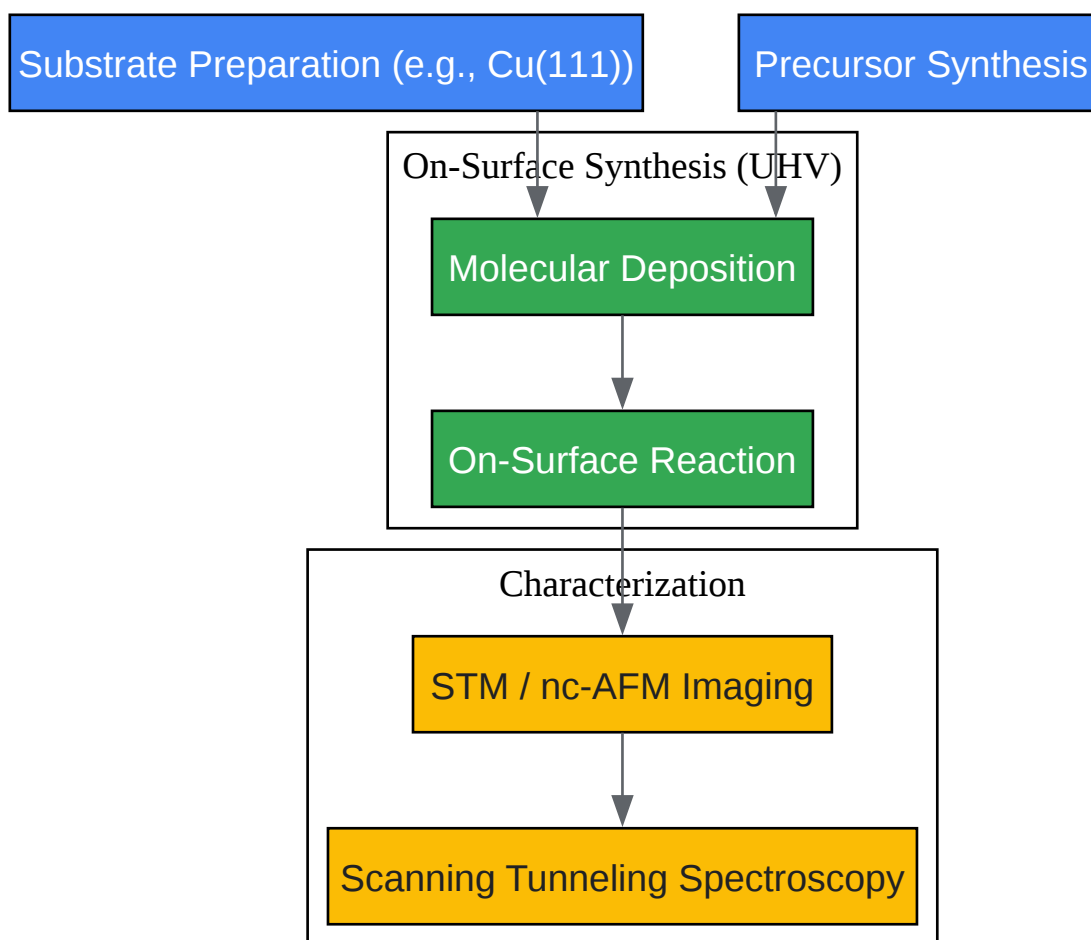 Substrate Preparation (e.g., Cu(111))
Precursor Synthesis
On-Surface Synthesis (UHV)
Molecular Deposition
On-Surface Reaction
Characterization
STM / nc-AFM Imaging
Scanning Tunneling Spectroscopy